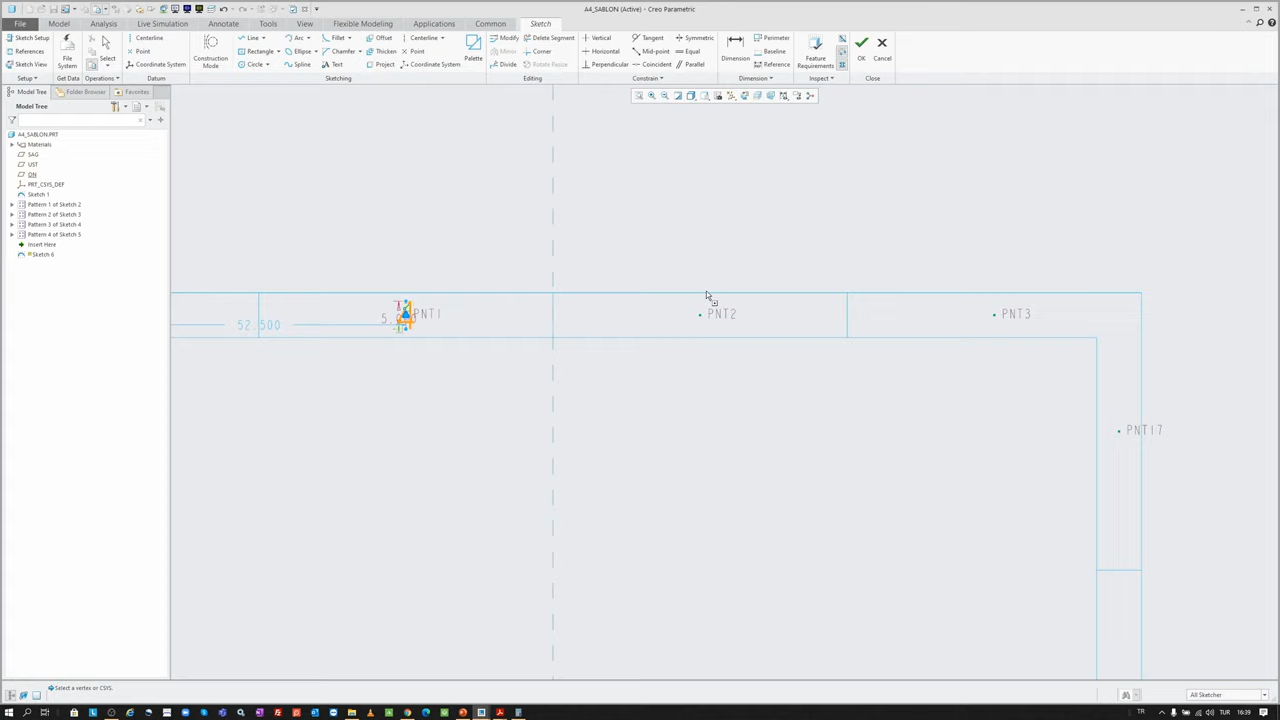 A4_SABLON (Active) - Creo Parametric
File Model Analysis Live Simulation Annotate Tools View Flexible Modeling Applications Common Sketch
Sketch Setup
References
Sketch View
Setup
File System
Get Data
Select
Operations
Centerline
Point
Coordinate System
Datum
Construction Mode
Line Arc Fillet Offset Centerline
Rectangle Ellipse Chamfer Thicken Point
Circle Spline Text Project Coordinate System
Palette
Sketching
Modify Delete Segment
Mirror Corner
Divide Rotate Resize
Editing
Vertical Tangent Symmetric
Horizontal Mid-point Equal
Perpendicular Coincident Parallel
Constrain
Dimension
Perimeter
Baseline
Reference
Dimension
Feature Requirements
Inspect
OK
Cancel
Close
Model Tree Folder Browser Favorites
Model Tree
A4_SABLON.PRT
Materials
SAG
UST
ON
PRT_CSYS_DEF
Sketch 1
Pattern 1 of Sketch 2
Pattern 2 of Sketch 3
Pattern 3 of Sketch 4
Pattern 4 of Sketch 5
Insert Here
Sketch 6
PNT1
PNT2
PNT3
52.500
PNT17
Select a vertex or CSYS.
All Sketcher
TR
TUR
16:39